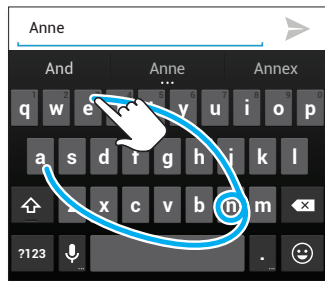 Anne
And Anne Annex
q w e y u i o p
a s d f g h j k l
z x c v b n m
?123 .